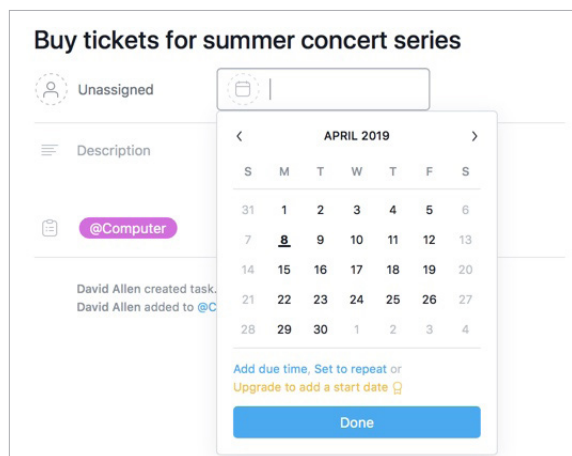 Buy tickets for summer concert series
Unassigned
APRIL 2019
S M T W T F S
31 1 2 3 4 5 6
7 8 9 10 11 12 13
14 15 16 17 18 19 20
21 22 23 24 25 26 27
28 29 30 1 2 3 4
Add due time, Set to repeat or
Upgrade to add a start date
Done
Description
@Computer
David Allen created task.
David Allen added to @C